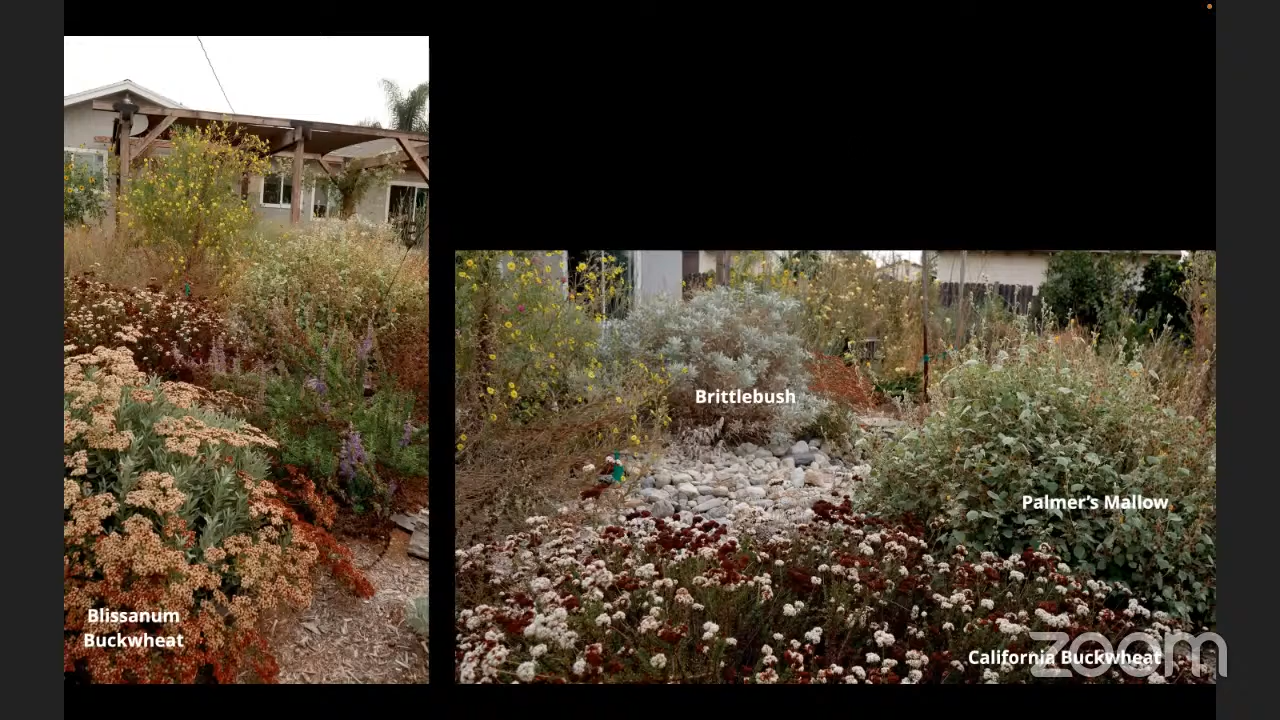 Brittlebush
Palmer's Mallow
Blissanum
Buckwheat
California Buckwheat
zoom